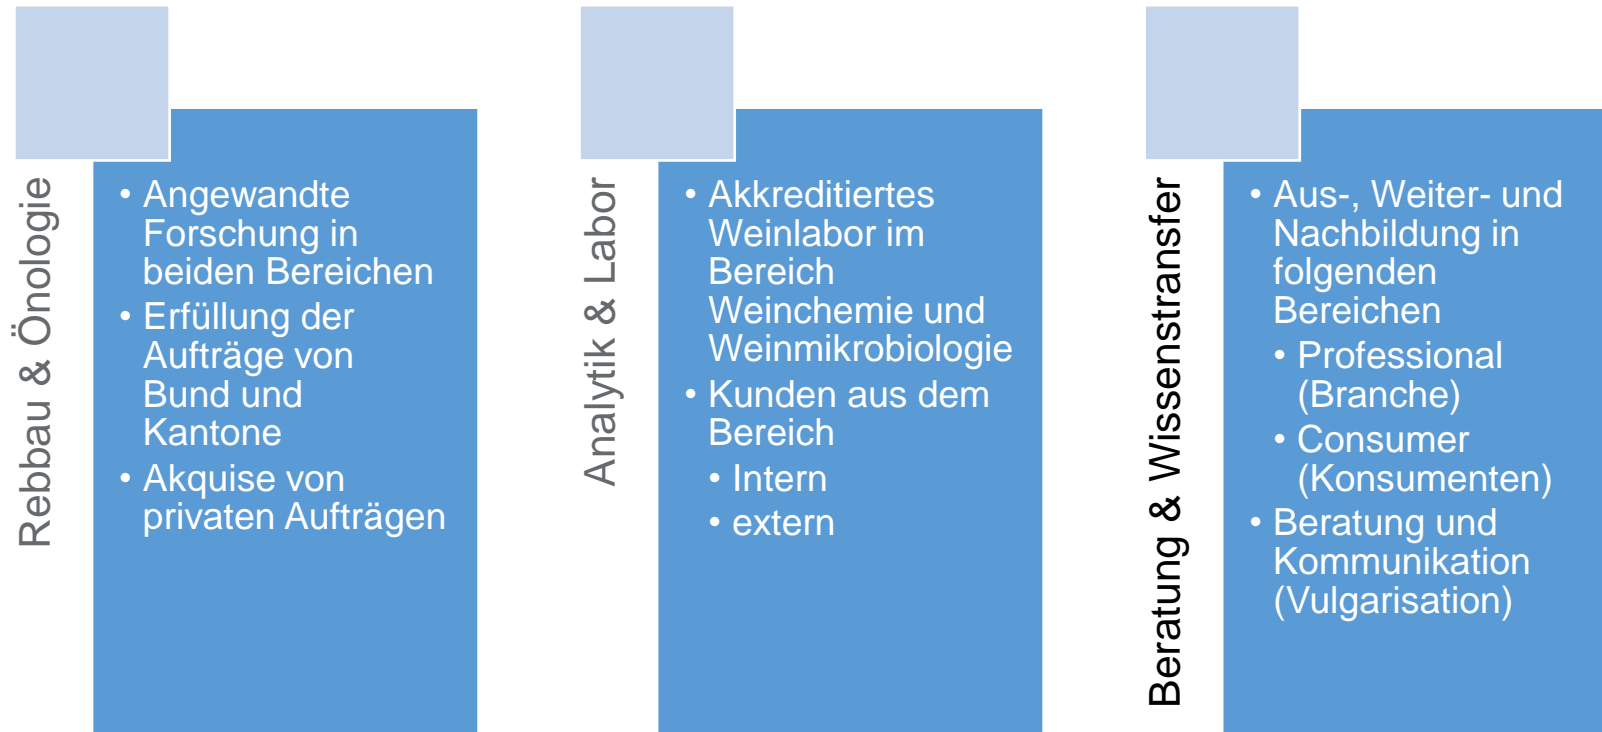 Rebbau & Önologie
• Angewandte
Forschung in
beiden Bereichen
• Erfüllung der
Aufträge von
Bund und
Kantone
• Akquise von
privaten Aufträgen
Analytik & Labor
• Akkreditiertes
Weinlabor im
Bereich
Weinchemie und
Weinmikrobiologie
• Kunden aus dem
Bereich
• Intern
• extern
Beratung & Wissenstransfer
• Aus-, Weiter- und
Nachbildung in
folgenden
Bereichen
• Professional
(Branche)
• Consumer
(Konsumenten)
• Beratung und
Kommunikation
(Vulgarisation)